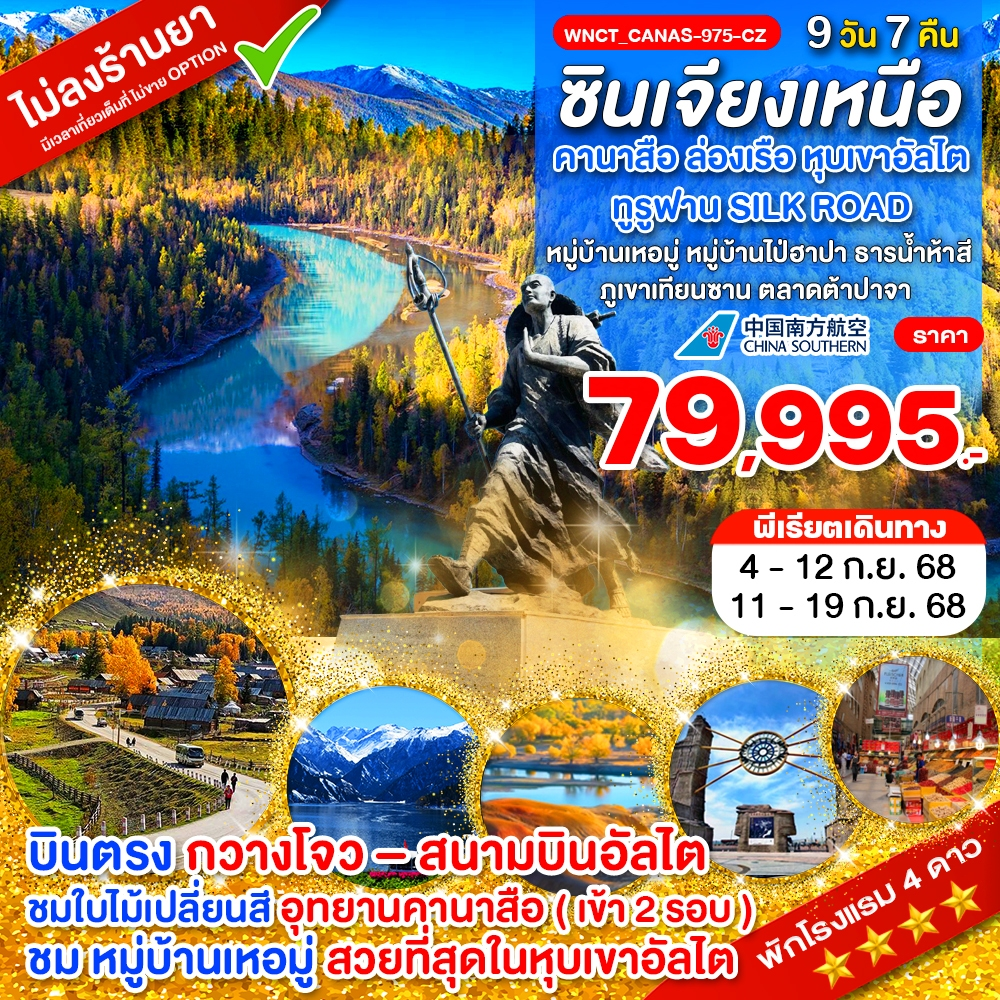 ไม่ลงร้านยา
มีเวลาเที่ยวเต็มที่ ไม่ขาย OPTION
WNCT_CANAS-975-CZ
9 วัน 7 คืน
ซินเจียงเหนือ
คานาสือ ล่องเรือ หุบเขาอัลไต
ทูรูฟาน SILK ROAD
หมู่บ้านเหอมู่ หมู่บ้านไป๋ฮาปา ธารน้ำห้าสี
ภูเขาเทียนซาน ตลาดต้าปาจา
中国南方航空
CHINA SOUTHERN
ราคา
79,995.-
พีเรียตเดินทาง
4 - 12 ก.ย. 68
11 - 19 ก.ย. 68
บินตรง กวางโจว – สนามบินอัลไต
ชมใบไม้เปลี่ยนสี อุทยานคานาสือ ( เข้า 2 รอบ )
ชม หมู่บ้านเหอมู่ สวยที่สุดในหุบเขาอัลไต
พักโรงแรม 4 ดาว